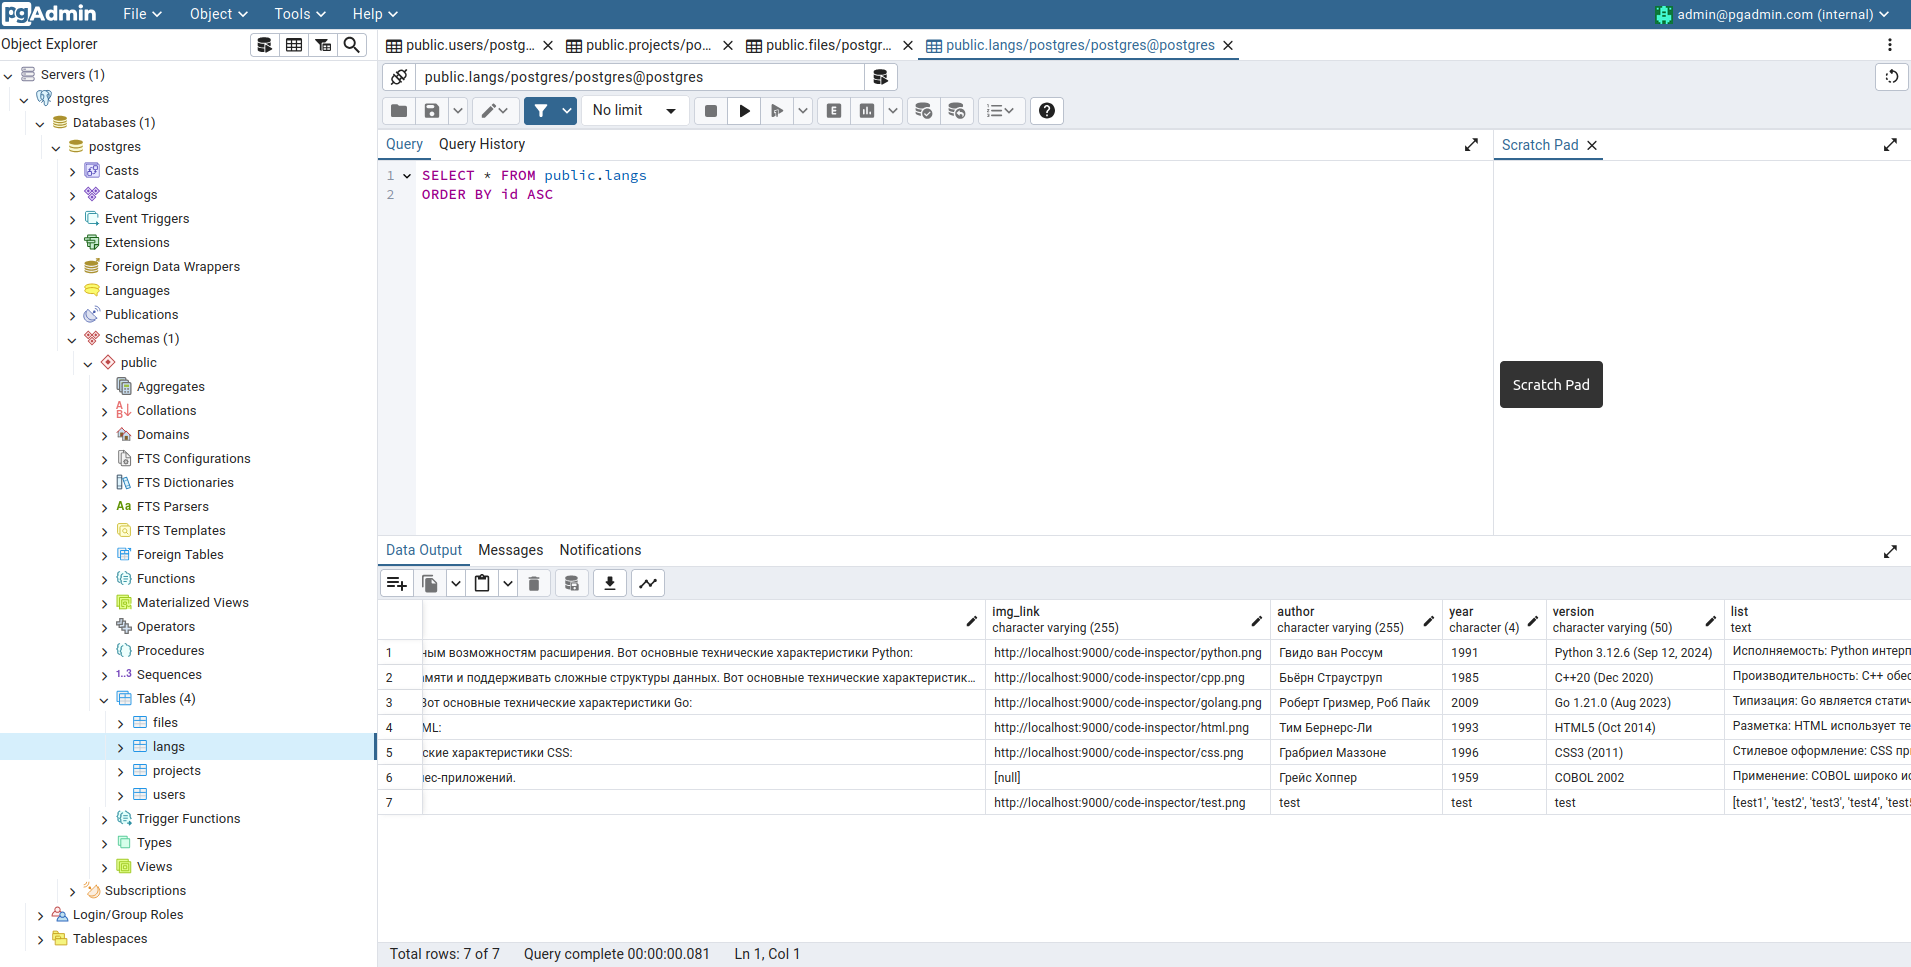 pgAdmin File Object Tools Help admin@pgadmin.com (internal)
Object Explorer
public.users/postg... public.projects/po... public.files/postgr... public.langs/postgres/postgres@postgres
public.langs/postgres/postgres@postgres
No limit
E
Query Query History
Scratch Pad
1 SELECT * FROM public.langs
2 ORDER BY id ASC
Scratch Pad
Servers (1)
postgres
Databases (1)
postgres
Casts
Catalogs
Event Triggers
Extensions
Foreign Data Wrappers
Languages
Publications
Schemas (1)
public
Aggregates
Collations
Domains
FTS Configurations
FTS Dictionaries
Aa FTS Parsers
FTS Templates
Foreign Tables
Functions
Materialized Views
Operators
Procedures
1..3 Sequences
Tables (4)
files
langs
projects
users
Trigger Functions
Types
Views
Subscriptions
Login/Group Roles
Tablespaces
Data Output Messages Notifications
img_link author year version list
character varying (255) character varying (255) character (4) character varying (50) text
1 ным возможностям расширения. Вот основные технические характеристики Python: http://localhost:9000/code-inspector/python.png Гвидо ван Россум 1991 Python 3.12.6 (Sep 12, 2024) Исполняемость: Python интерп
2 амяти и поддерживать сложные структуры данных. Вот основные технические характеристик... http://localhost:9000/code-inspector/cpp.png Бьёрн Страуструп 1985 C++20 (Dec 2020) Производительность: C++ обес
3 Вот основные технические характеристики Go: http://localhost:9000/code-inspector/golang.png Роберт Гризмер, Роб Пайк 2009 Go 1.21.0 (Aug 2023) Типизация: Go является стати
4 ML: http://localhost:9000/code-inspector/html.png Тим Бернерс-Ли 1993 HTML5 (Oct 2014) Разметка: HTML использует те
5 ские характеристики CSS: http://localhost:9000/code-inspector/css.png Грабриел Маззоне 1996 CSS3 (2011) Стилевое оформление: CSS пр
6 ес-приложений. [null] Грейс Хоппер 1959 COBOL 2002 Применение: COBOL широко ис
7 http://localhost:9000/code-inspector/test.png test test test [test1', 'test2', 'test3', 'test4', 'test
Total rows: 7 of 7 Query complete 00:00:00.081 Ln 1, Col 1